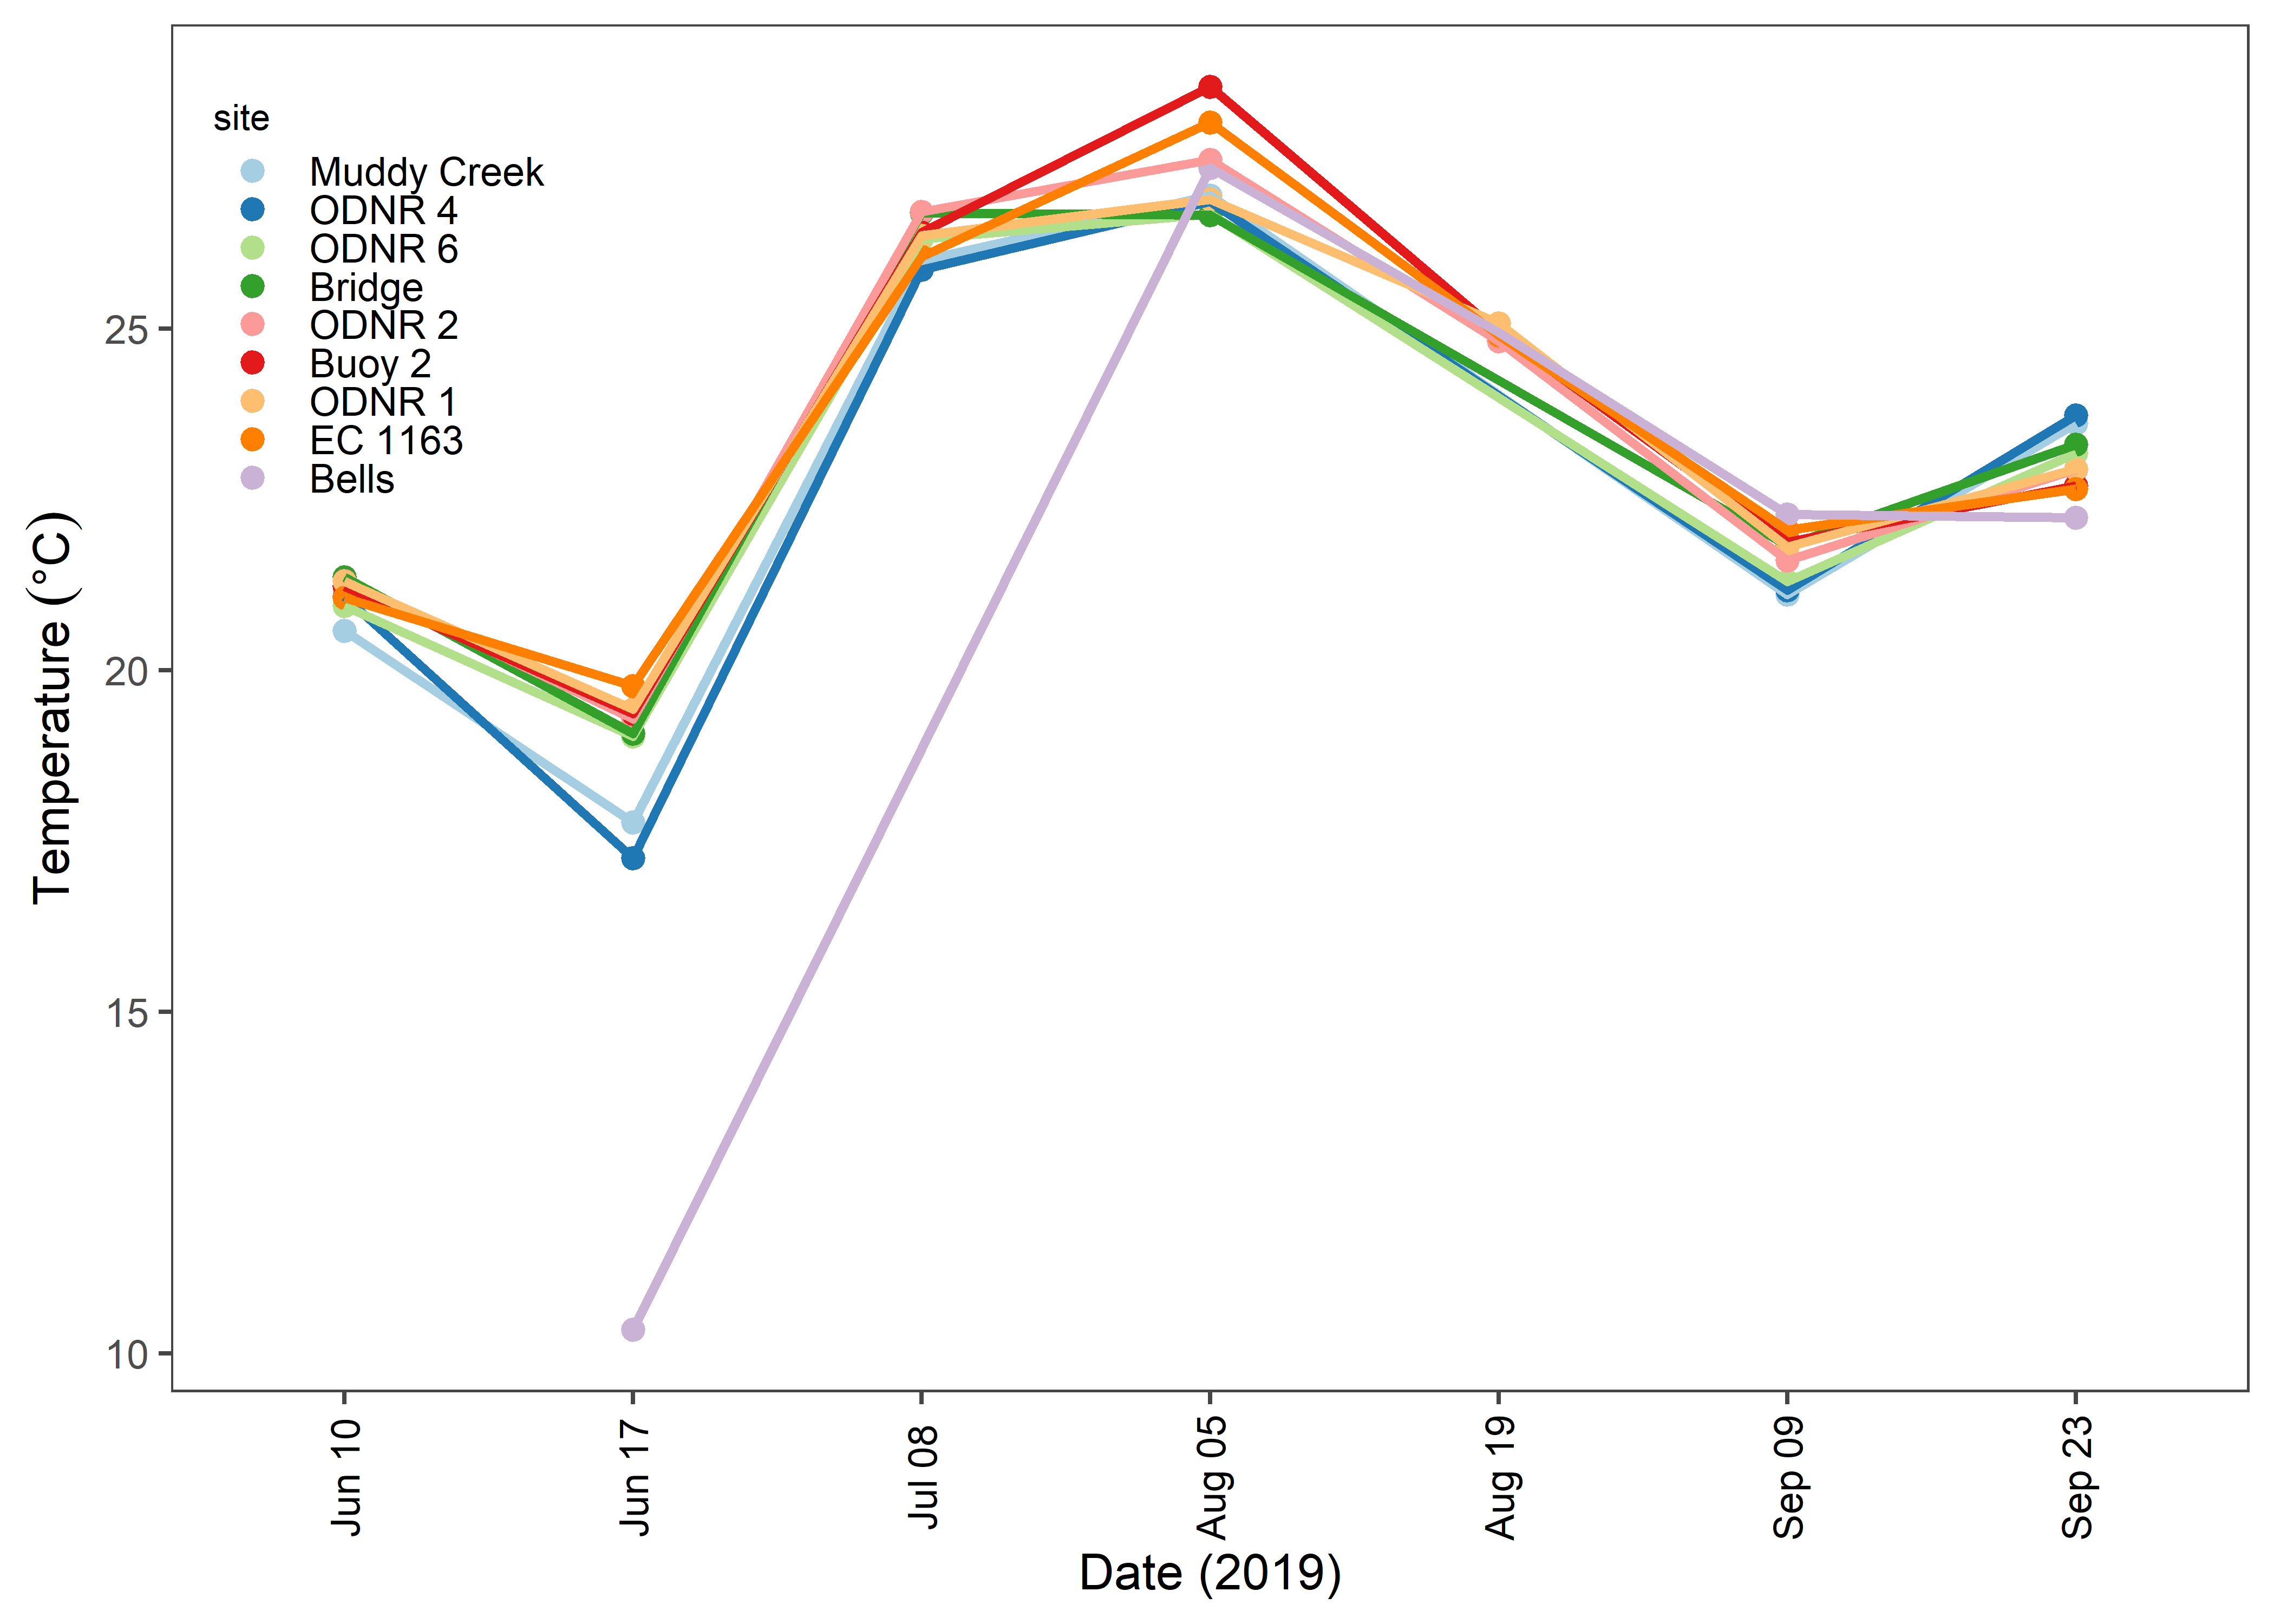 site
Muddy Creek
ODNR 4
ODNR 6
Bridge
ODNR 2
Buoy 2
ODNR 1
EC 1163
Bells
Temperature (°C)
25
20
15
10
Jun 10
Jun 17
Jul 08
Aug 05
Aug 19
Sep 09
Sep 23
Date (2019)